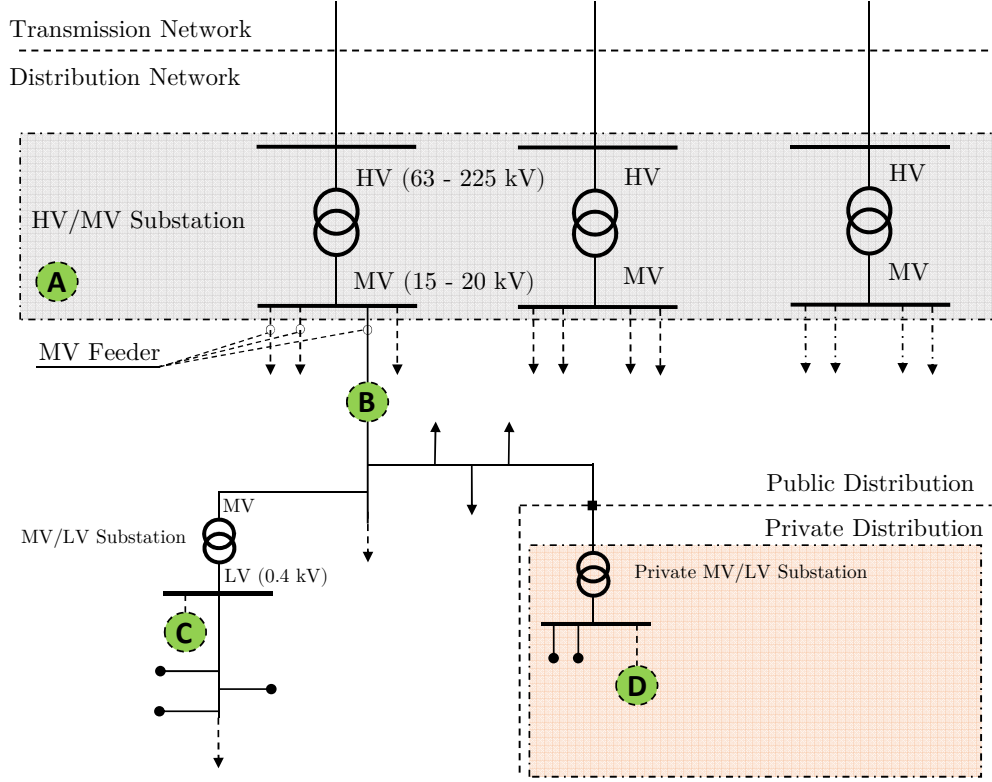 Transmission Network
Distribution Network
HV (63 - 225 kV)
HV
HV
HV/MV Substation
A
MV (15 - 20 kV)
MV
MV
MV Feeder
B
Public Distribution
MV
Private Distribution
MV/LV Substation
Private MV/LV Substation
LV (0.4 kV)
C
D